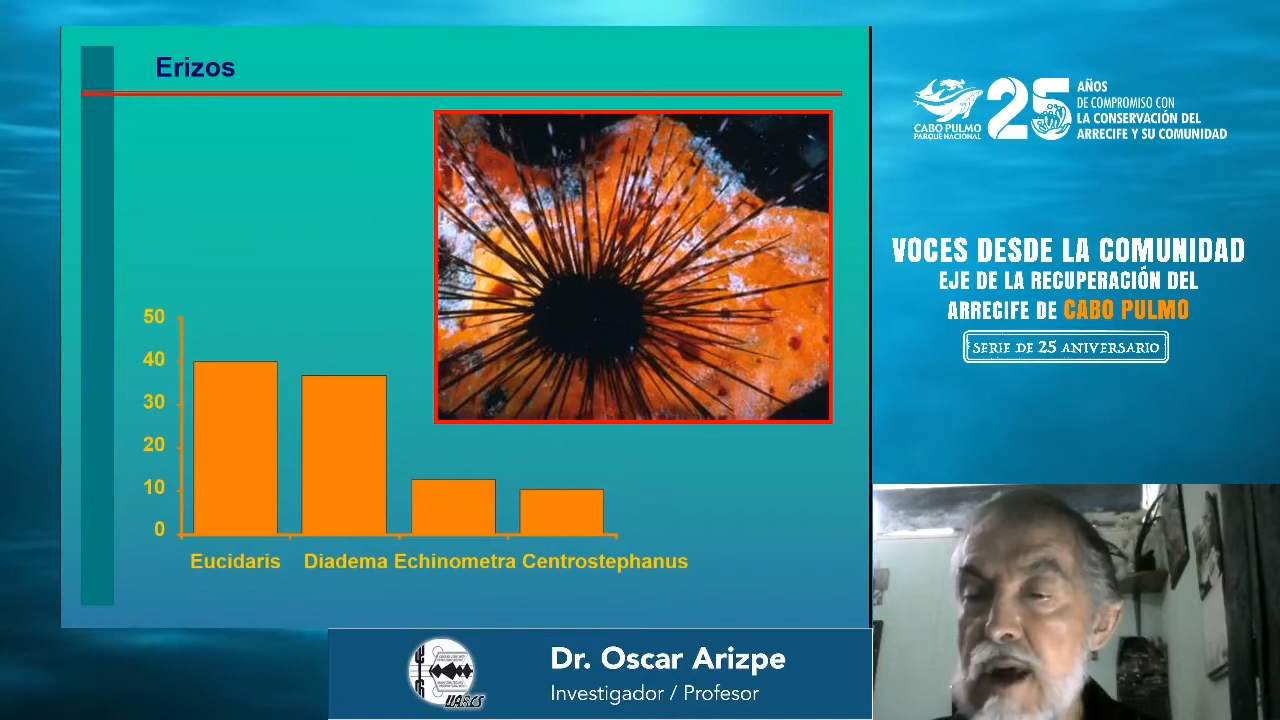 Erizos
50
40
30
20
10
0
Eucidaris Diadema Echinometra Centrostephanus
CABO PULMO
PARQUE NACIONAL
25
AÑOS
DE COMPROMISO CON
LA CONSERVACIÓN DEL
ARRECIFE Y SU COMUNIDAD
VOCES DESDE LA COMUNIDAD
EJE DE LA RECUPERACIÓN DEL
ARRECIFE DE CABO PULMO
SERIE DE 25 ANIVERSARIO
UABCS
Dr. Oscar Arizpe
Investigador / Profesor